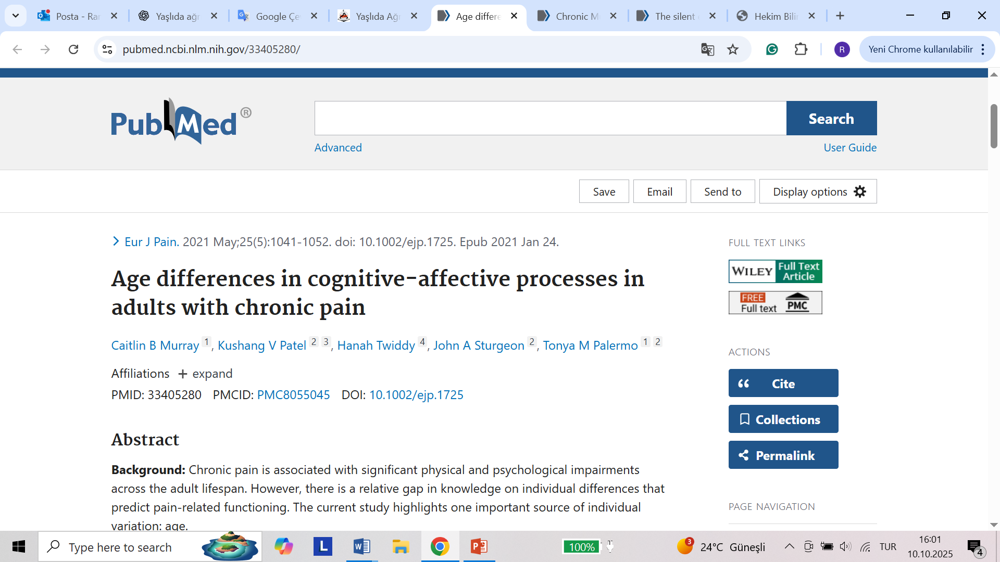 Posta - Rar
Yaşlıda ağr
Google Çe
Yaşlıda Ağr
Age differe
Chronic M
The silent
Hekim Bilir
pubmed.ncbi.nlm.nih.gov/33405280/
R
Yeni Chrome kullanılabilir
PubMed®
Search
Advanced
User Guide
Save
Email
Send to
Display options
Eur J Pain. 2021 May;25(5):1041-1052. doi: 10.1002/ejp.1725. Epub 2021 Jan 24.
Age differences in cognitive-affective processes in
adults with chronic pain
Caitlin B Murray 1, Kushang V Patel 2 3, Hanah Twiddy 4, John A Sturgeon 2, Tonya M Palermo 1 2
Affiliations + expand
PMID: 33405280 PMCID: PMC8055045 DOI: 10.1002/ejp.1725
Abstract
Background: Chronic pain is associated with significant physical and psychological impairments
across the adult lifespan. However, there is a relative gap in knowledge on individual differences that
predict pain-related functioning. The current study highlights one important source of individual
variation: age.
FULL TEXT LINKS
WILEY Full Text
Article
FREE
Full text PMC
ACTIONS
Cite
Collections
Permalink
PAGE NAVIGATION
Type here to search
L
W
P
100%
3
24°C Güneşli
TUR
16:01
10.10.2025
4